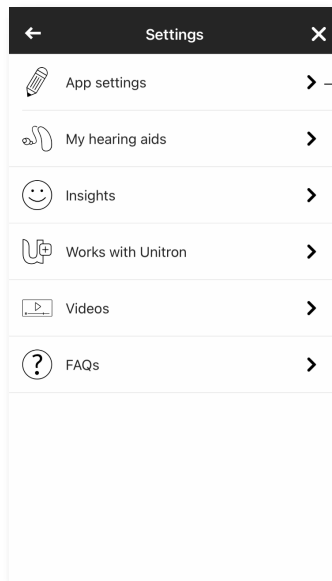 Settings
App settings
My hearing aids
Insights
Works with Unitron
Videos
FAQs